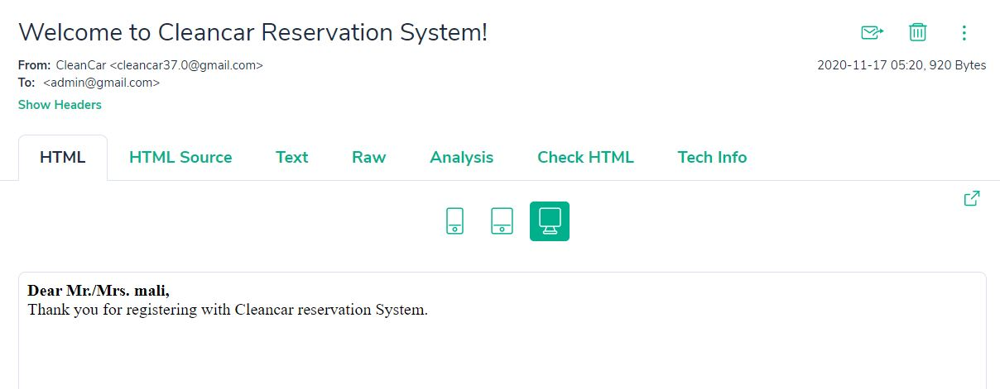 Welcome to Cleancar Reservation System!
From: CleanCar <cleancar37.0@gmail.com>
2020-11-17 05:20, 920 Bytes
To: <admin@gmail.com>
Show Headers
HTML HTML Source Text Raw Analysis Check HTML Tech Info
Dear Mr./Mrs. mali,
Thank you for registering with Cleancar reservation System.